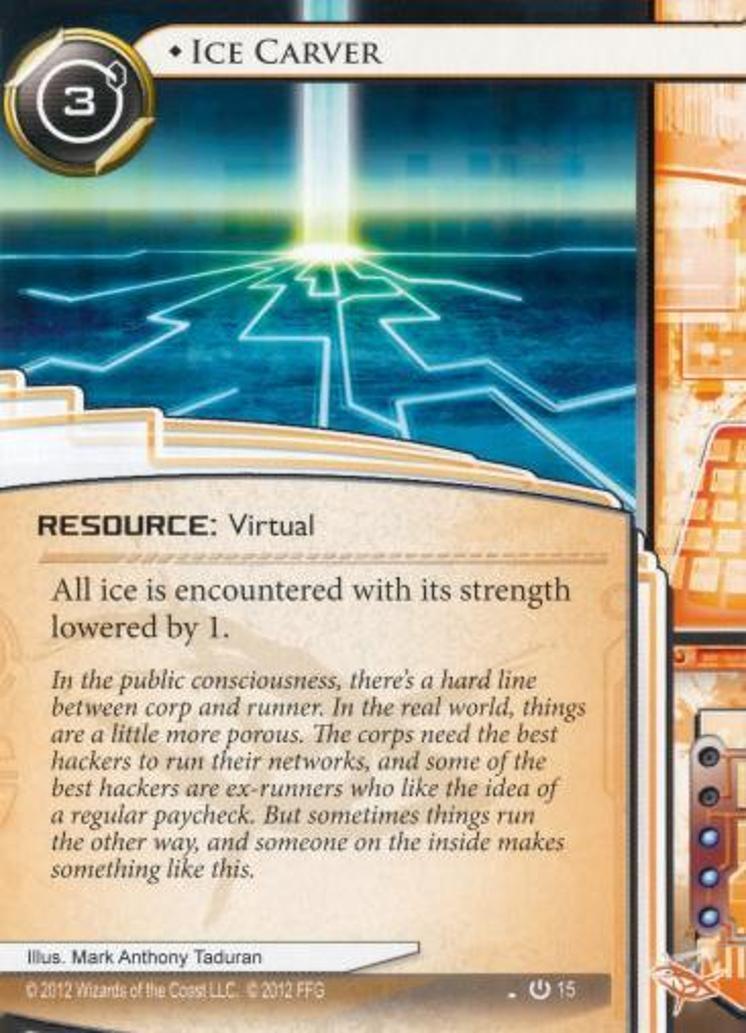 3
◆ ICE CARVER
RESOURCE: Virtual
All ice is encountered with its strength
lowered by 1.
In the public consciousness, there's a hard line
between corp and runner. In the real world, things
are a little more porous. The corps need the best
hackers to run their networks, and some of the
best hackers are ex-runners who like the idea of
a regular paycheck. But sometimes things run
the other way, and someone on the inside makes
something like this.
Illus. Mark Anthony Taduran
© 2012 Wizards of the Coast LLC. © 2012 FFG
15